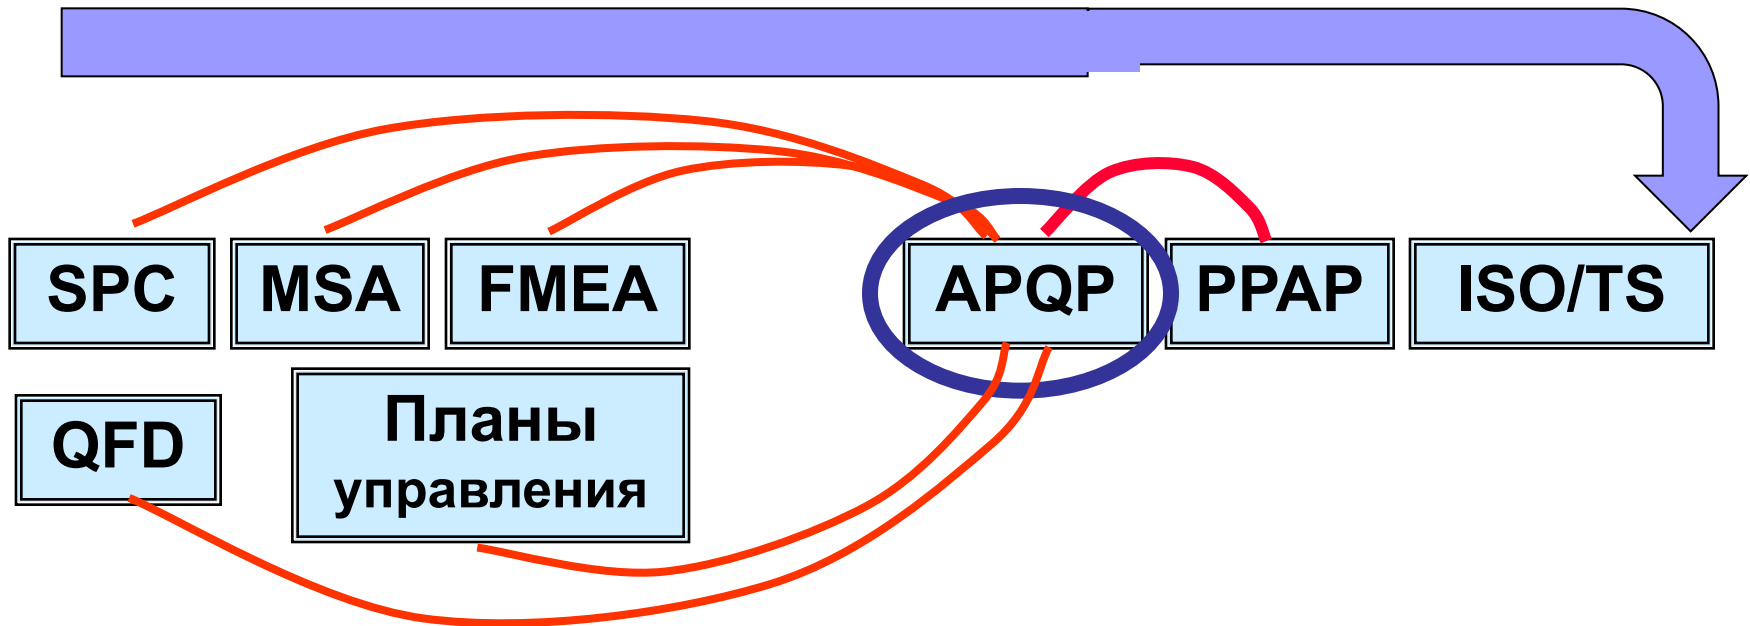 SPC
MSA
FMEA
APQP
PPAP
ISO/TS
QFD
Планы
управления